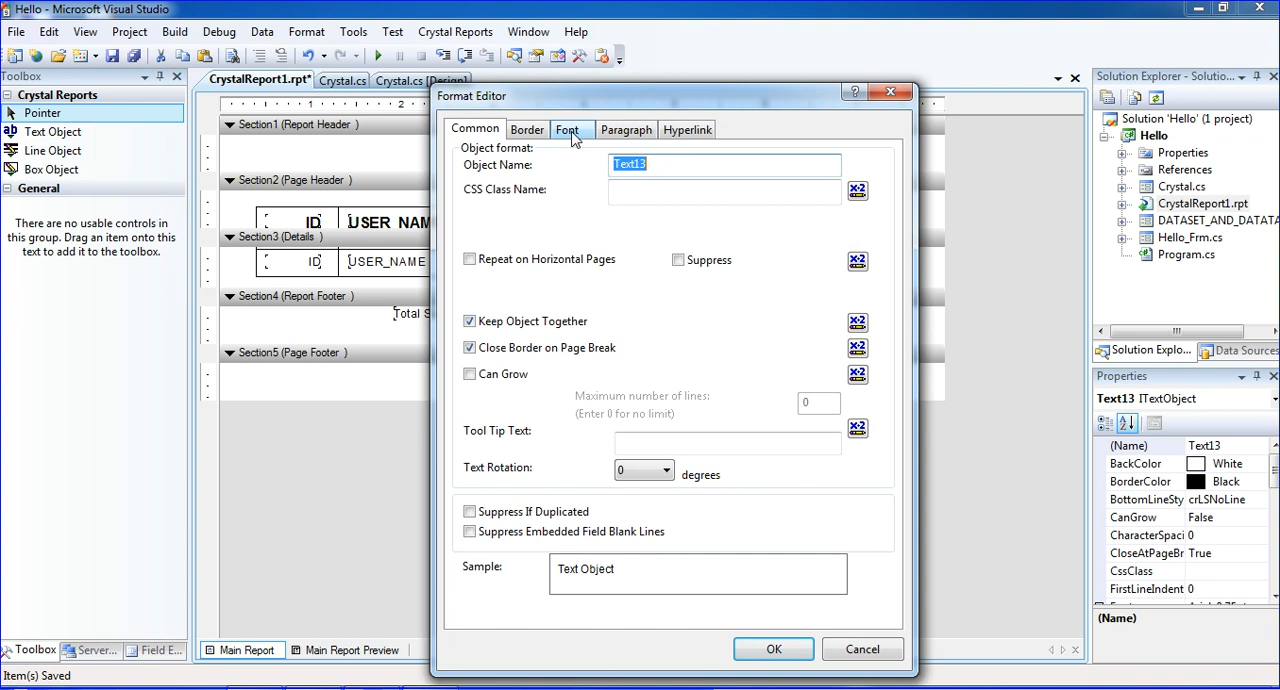 Hello - Microsoft Visual Studio
File Edit View Project Build Debug Data Format Tools Test Crystal Reports Window Help
Toolbox
Crystal Reports
Pointer
ab Text Object
Line Object
Box Object
General
There are no usable controls in
this group. Drag an item onto this
text to add it to the toolbox.
Toolbox Server... Field E...
Item(s) Saved
CrystalReport1.rpt* Crystal.cs Crystal.cs [Design]
1 2
Section1 (Report Header )
Section2 (Page Header )
ID USER_NAM
Section3 (Details )
ID USER_NAME
Section4 (Report Footer )
Total S
Section5 (Page Footer )
Main Report Main Report Preview
Format Editor
Common Border Font Paragraph Hyperlink
Object format:
Object Name: Text13
CSS Class Name:
Repeat on Horizontal Pages Suppress
Keep Object Together
Close Border on Page Break
Can Grow
Maximum number of lines: 0
(Enter 0 for no limit)
Tool Tip Text:
Text Rotation: 0 degrees
Suppress If Duplicated
Suppress Embedded Field Blank Lines
Sample: Text Object
OK Cancel
Solution Explorer - Solutio...
Solution 'Hello' (1 project)
Hello
Properties
References
Crystal.cs
CrystalReport1.rpt
DATASET_AND_DATATA
Hello_Frm.cs
Program.cs
Solution Explo... Data Sources
Properties
Text13 ITextObject
(Name) Text13
BackColor White
BorderColor Black
BottomLineSty crLSNoLine
CanGrow False
CharacterSpaci 0
CloseAtPageBr True
CssClass
FirstLineIndent 0
(Name)